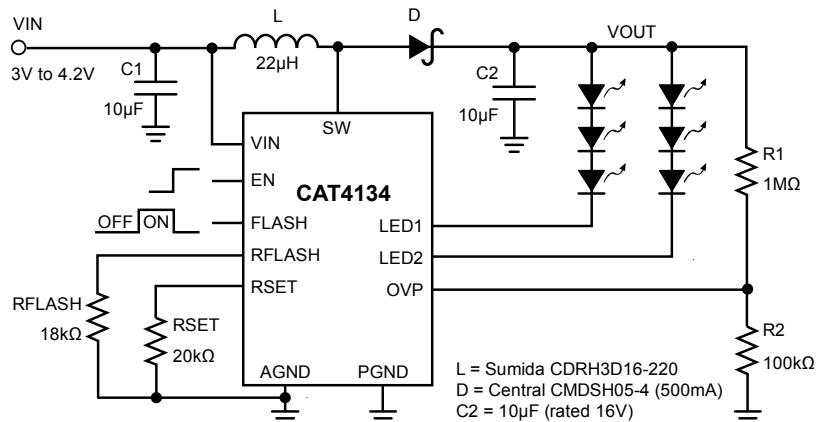 VIN
3V to 4.2V
C1
10µF
L
22µH
D
C2
10µF
VOUT
R1
1MΩ
SW
VIN
EN
CAT4134
OFF ON
FLASH
LED1
RFLASH
LED2
RSET
OVP
RFLASH
18kΩ
RSET
20kΩ
R2
100kΩ
AGND
PGND
L = Sumida CDRH3D16-220
D = Central CMDSH05-4 (500mA)
C2 = 10µF (rated 16V)